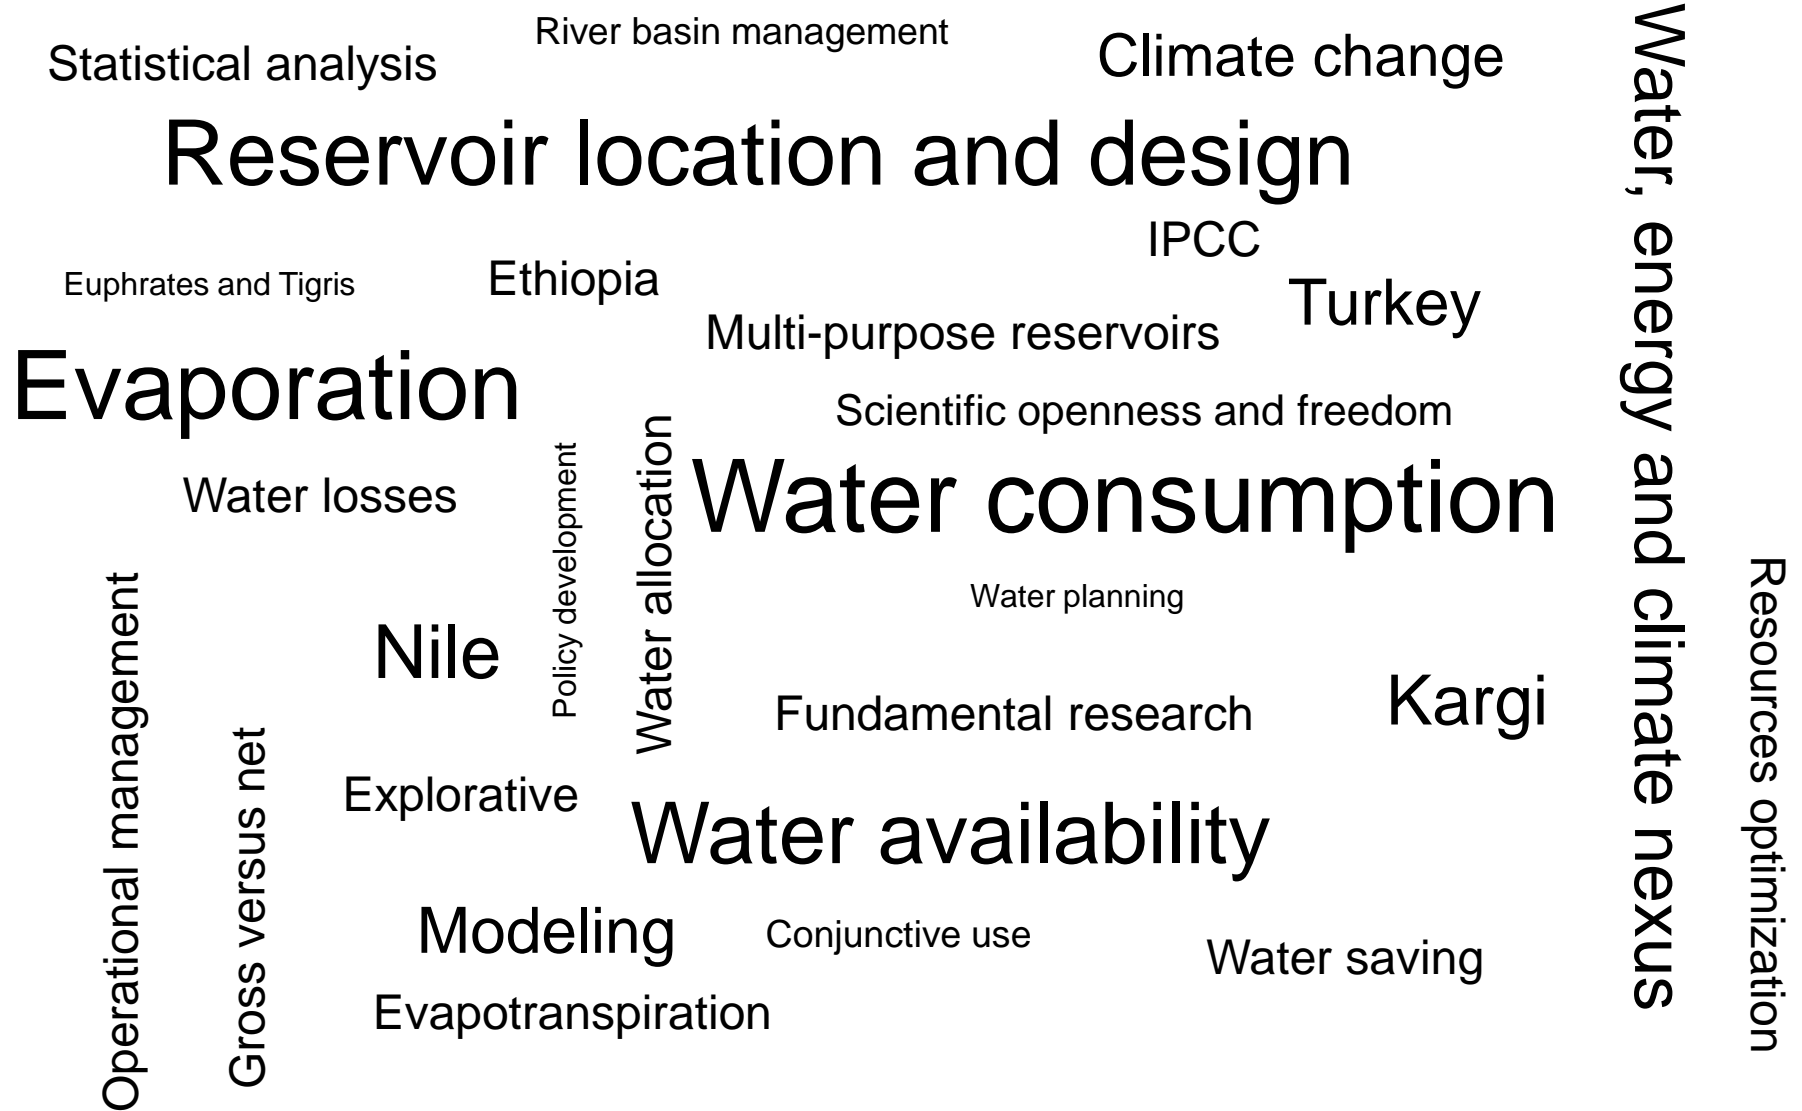 River basin management
Statistical analysis
Climate change
Reservoir location and design
IPCC
Euphrates and Tigris
Ethiopia
Turkey
Multi-purpose reservoirs
Evaporation
Scientific openness and freedom
Water losses
Water consumption
Policy development
Water allocation
Water planning
Nile
Fundamental research
Kargi
Operational management
Gross versus net
Explorative
Water availability
Modeling
Conjunctive use
Water saving
Evapotranspiration
Water, energy and climate nexus
Resources optimization